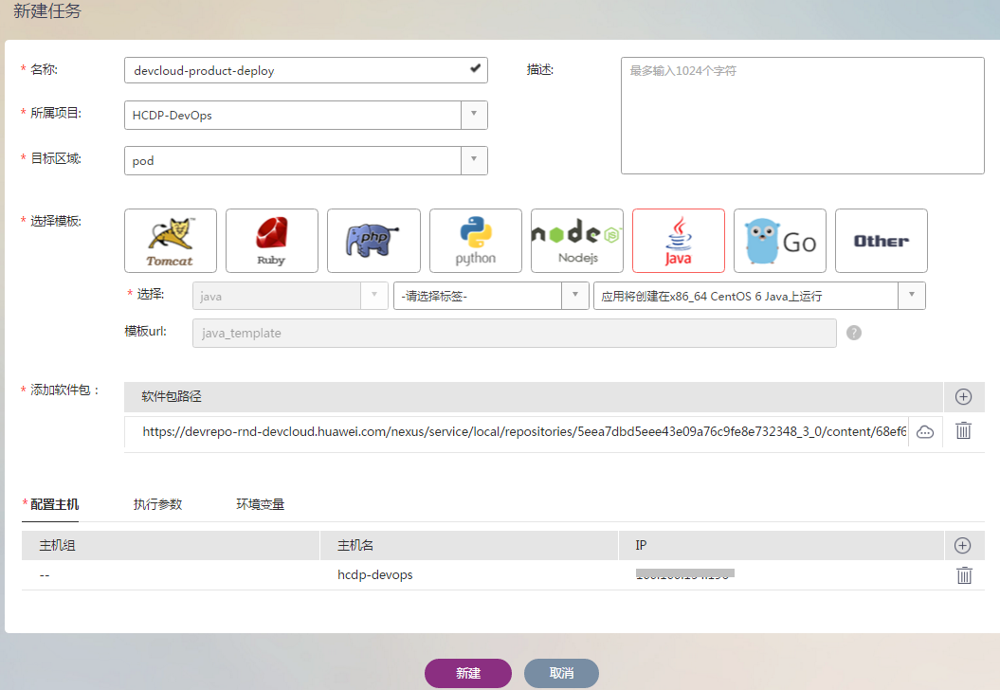 新建任务
* 名称: devcloud-product-deploy 描述: 最多输入1024个字符
* 所属项目: HCDP-DevOps
* 目标区域: pod
* 选择模板: Tomcat Ruby php python node JS Nodejs Java Go Other
* 选择: java -请选择标签- 应用将创建在x86_64 CentOS 6 Java上运行
模板url: java_template ?
* 添加软件包： 软件包路径
https://devrepo-rnd-devcloud.huawei.com/nexus/service/local/repositories/5eea7dbd5eee43e09a76c9fe8e732348_3_0/content/68ef6
* 配置主机 执行参数 环境变量
主机组 主机名 IP
-- hcdp-devops
新建 取消